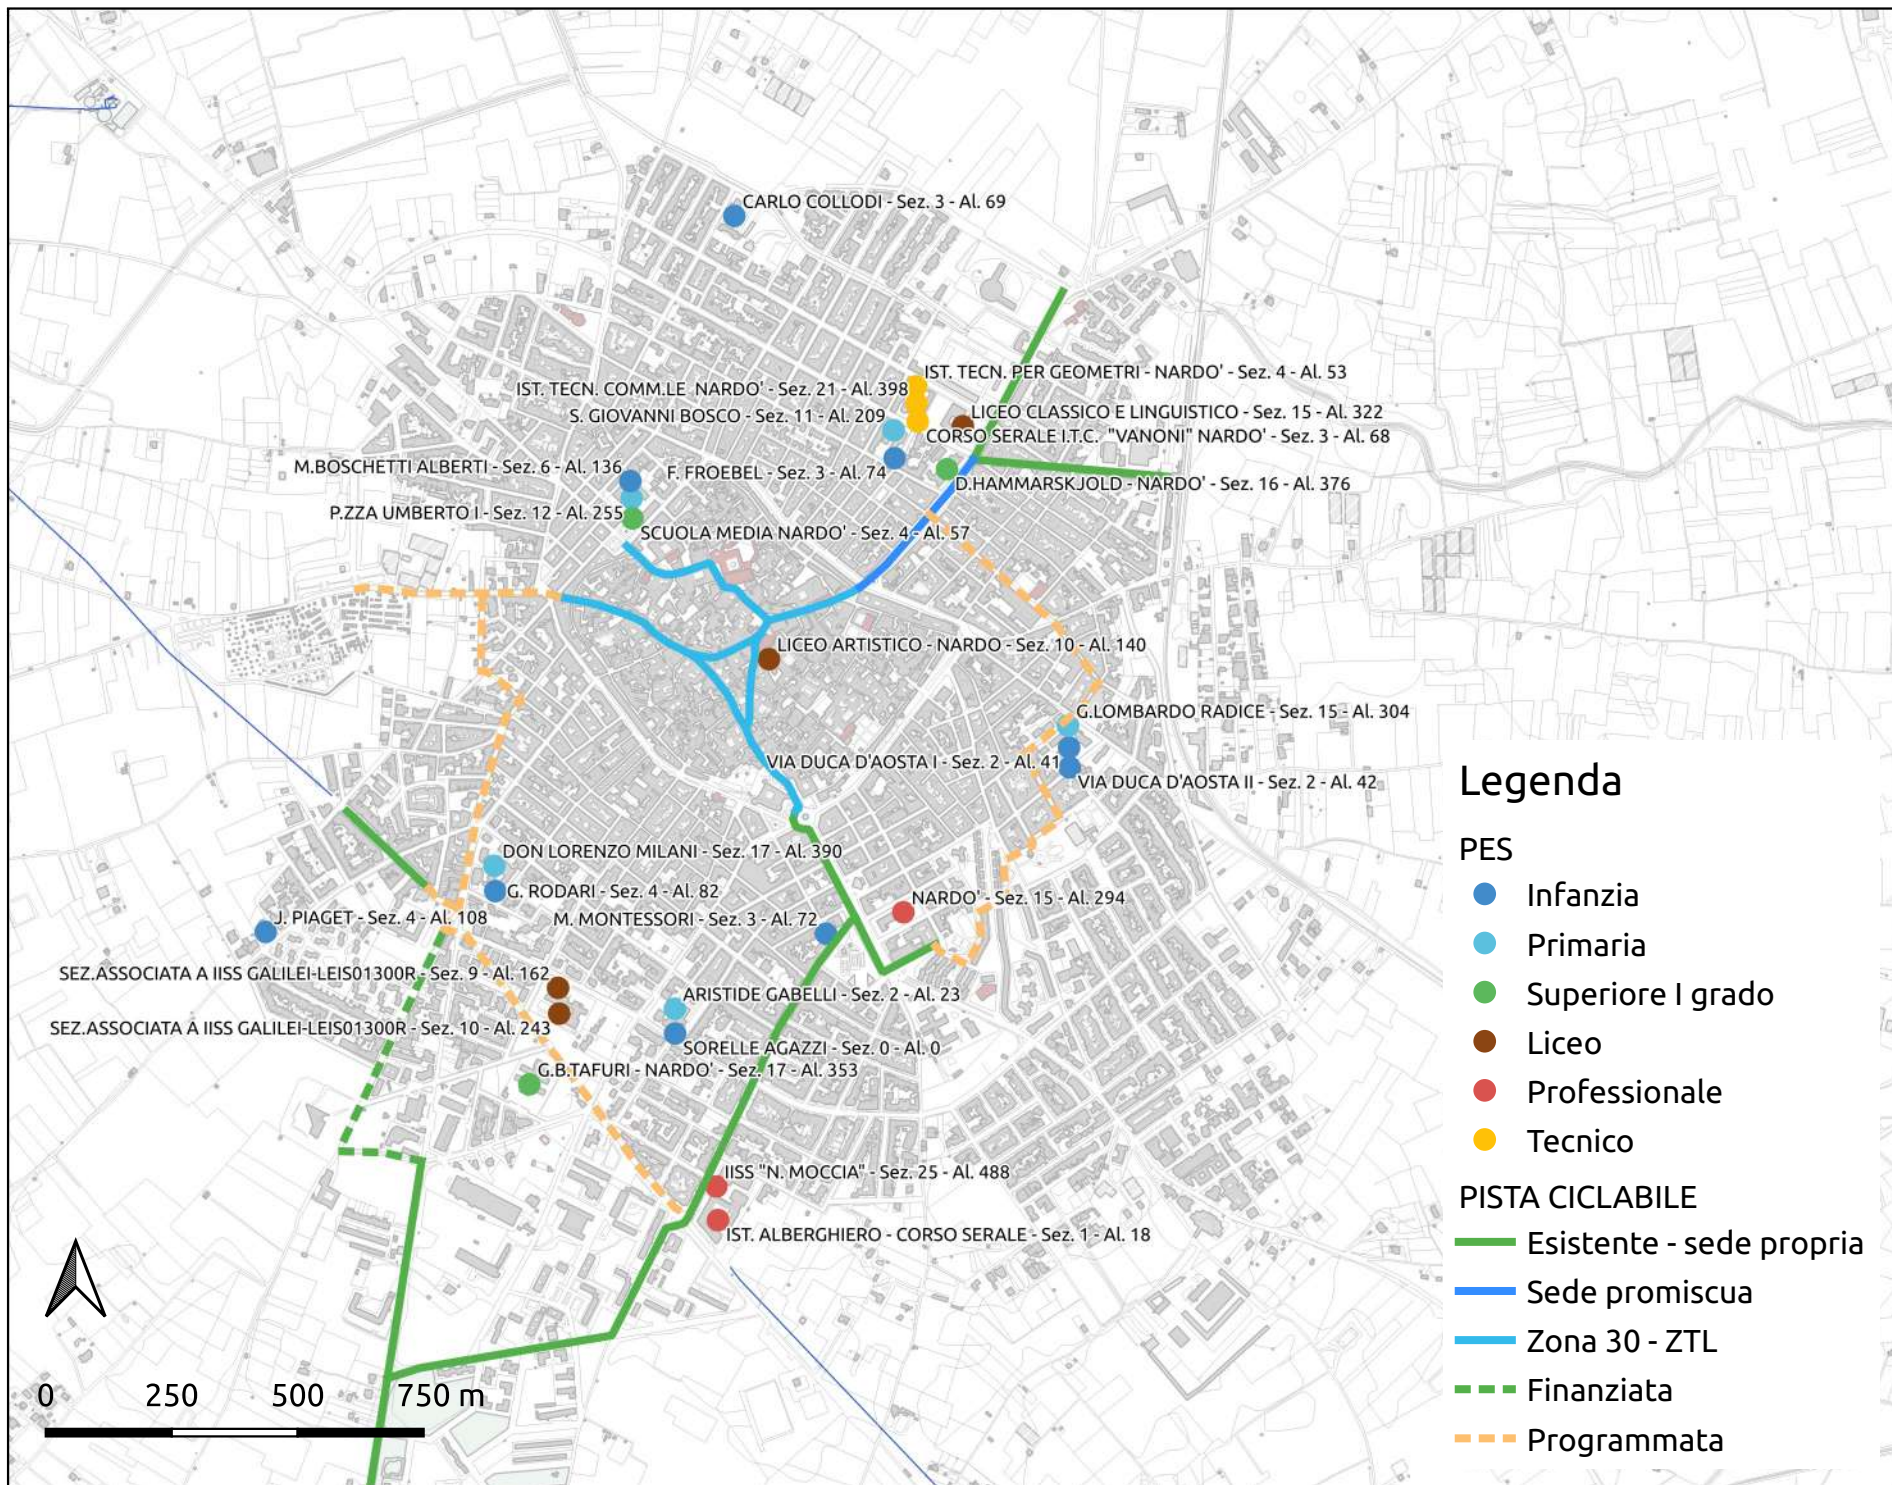 CARLO COLLODI - Sez. 3 - Al. 69
IST. TECN. PER GEOMETRI - NARDO' - Sez. 4 - Al. 53
IST. TECN. COMM.LE  NARDO' - Sez. 21 - Al. 398
LICEO CLASSICO E LINGUISTICO - Sez. 15 - Al. 322
S. GIOVANNI BOSCO - Sez. 11 - Al. 209
CORSO SERALE I.T.C.  "VANONI" NARDO' - Sez. 3 - Al. 68
M.BOSCHETTI ALBERTI - Sez. 6 - Al. 136
F. FROEBEL - Sez. 3 - Al. 74
D.HAMMARSKJOLD - NARDO' - Sez. 16 - Al. 376
P.ZZA UMBERTO I - Sez. 12 - Al. 255
SCUOLA MEDIA NARDO' - Sez. 4 - Al. 57
LICEO ARTISTICO - NARDO - Sez. 10 - Al. 140
G.LOMBARDO RADICE - Sez. 15 - Al. 304
VIA DUCA D'AOSTA I - Sez. 2 - Al. 41
VIA DUCA D'AOSTA II - Sez. 2 - Al. 42
DON LORENZO MILANI - Sez. 17 - Al. 390
G. RODARI - Sez. 4 - Al. 82
NARDO' - Sez. 15 - Al. 294
J. PIAGET - Sez. 4 - Al. 108
M. MONTESSORI - Sez. 3 - Al. 72
SEZ.ASSOCIATA A IISS GALILEI-LEIS01300R - Sez. 9 - Al. 162
ARISTIDE GABELLI - Sez. 2 - Al. 23
SEZ.ASSOCIATA A IISS GALILEI-LEIS01300R - Sez. 10 - Al. 243
SORELLE AGAZZI - Sez. 0 - Al. 0
G.B.TAFURI - NARDO' - Sez. 17 - Al. 353
IISS "N. MOCCIA" - Sez. 25 - Al. 488
IST. ALBERGHIERO - CORSO SERALE - Sez. 1 - Al. 18
0 250 500 750 m
Legenda
PES
Infanzia
Primaria
Superiore I grado
Liceo
Professionale
Tecnico
PISTA CICLABILE
Esistente - sede propria
Sede promiscua
Zona 30 - ZTL
Finanziata
Programmata